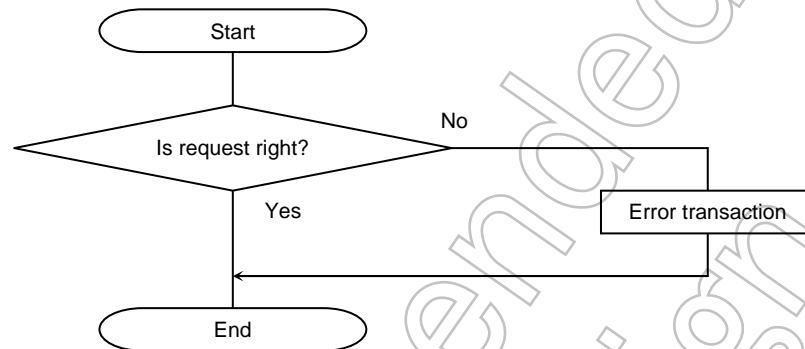 Start
Is request right?
No
Yes
Error transaction
End